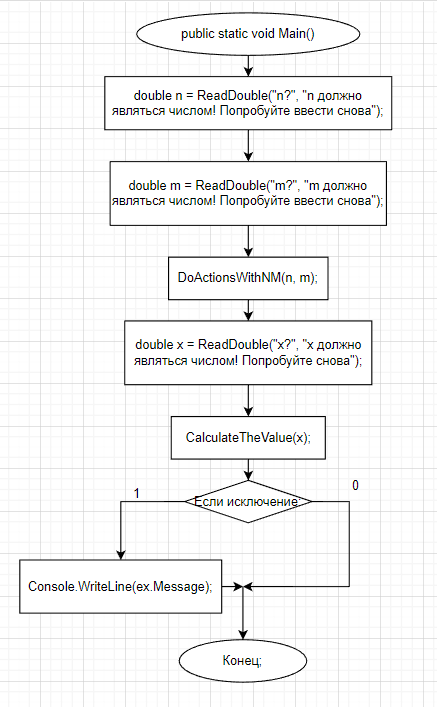 public static void Main()
double n = ReadDouble("n?", "n должно
являться числом! Попробуйте ввести снова");
double m = ReadDouble("m?", "m должно
являться числом! Попробуйте ввести снова");
DoActionsWithNM(n, m);
double x = ReadDouble("x?", "x должно
являться числом! Попробуйте снова");
CalculateTheValue(x);
Если исключение:
1
0
Console.WriteLine(ex.Message);
Конец;